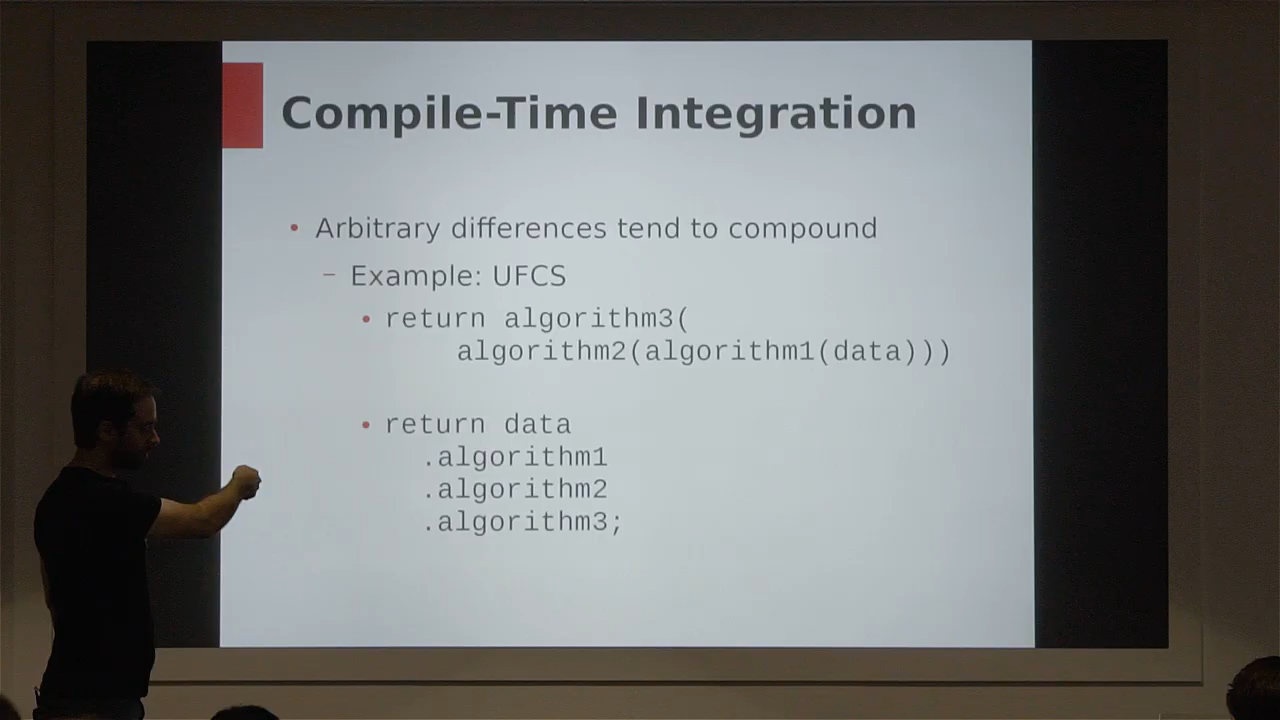 Compile-Time Integration
• Arbitrary differences tend to compound
– Example: UFCS
• return algorithm3(
algorithm2(algorithm1(data)))
• return data
.algorithm1
.algorithm2
.algorithm3;